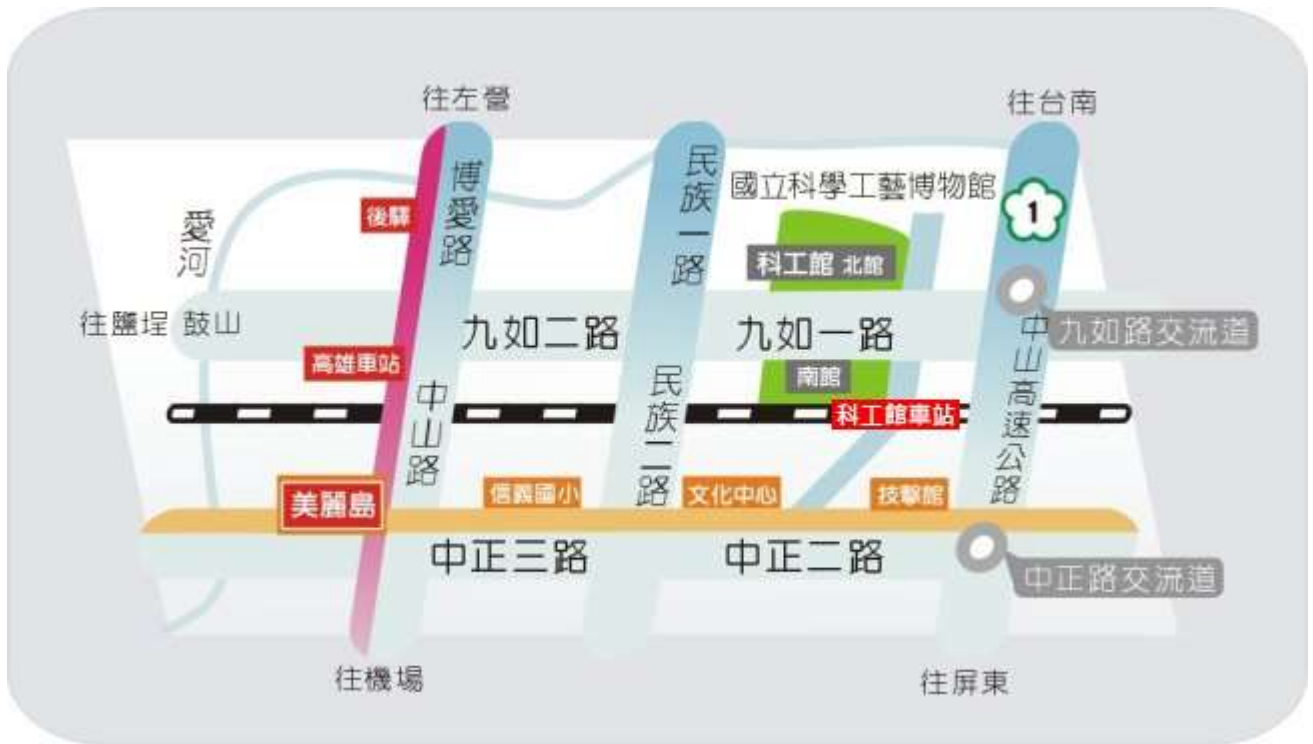 往左營
往台南
博愛路
民族一路
國立科學工藝博物館
1
後驛
愛河
科工館 北館
往鹽埕 鼓山
九如二路
九如一路
九如路交流道
高雄車站
南館
中山路
民族二路
中山高速公路
科工館車站
美麗島
信義國小
文化中心
技擊館
中正三路
中正二路
中正路交流道
往機場
往屏東